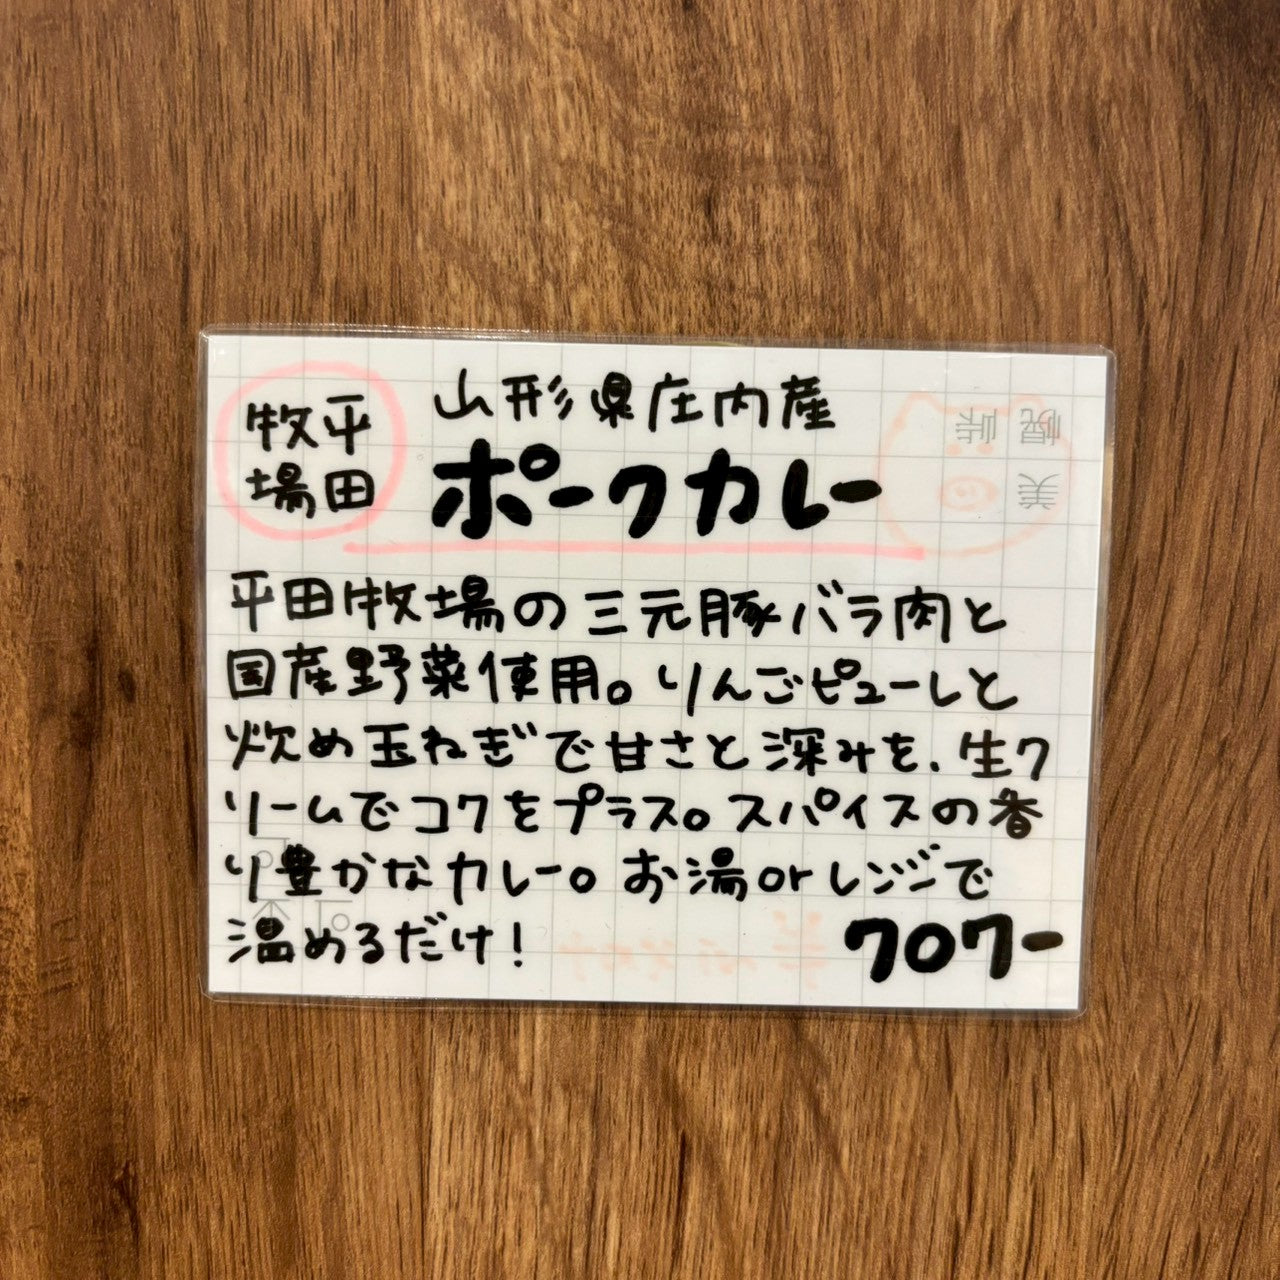 平田
牧場
山形県庄内産
ポークカレー
平田牧場の三元豚バラ肉と
国産野菜使用。りんごピューレと
炊め玉ねぎで甘さと深みを、生ク
リームでコクをプラス。スパイスの香
り豊かなカレー。お湯orレンジで
温めるだけ!
707ー